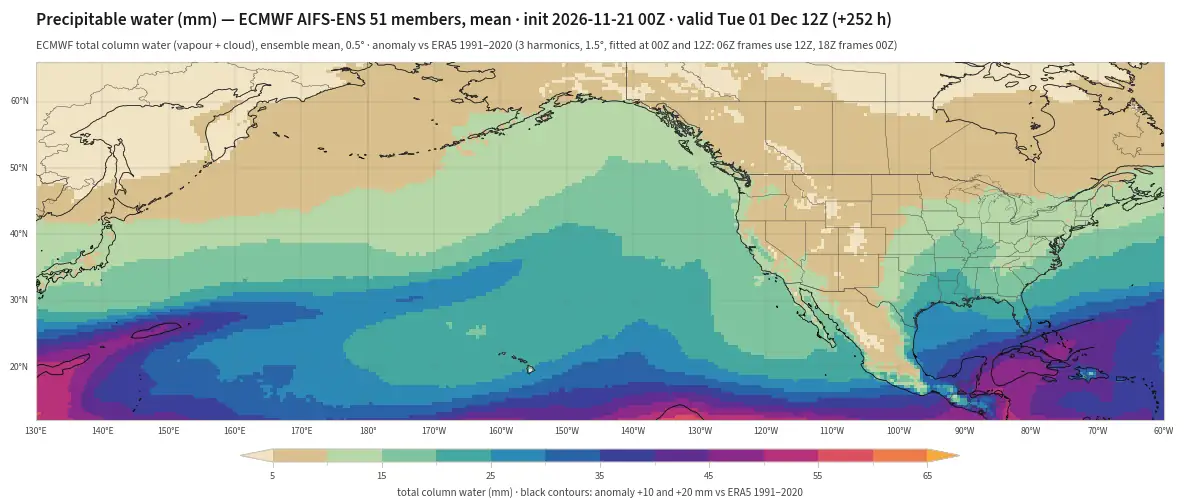 Precipitable water (mm) — ECMWF AIFS-ENS 51 members, mean · init 2026-11-21 00Z · valid Tue 01 Dec 12Z (+252 h)
ECMWF total column water (vapour + cloud), ensemble mean, 0.5° · anomaly vs ERA5 1991–2020 (3 harmonics, 1.5°, fitted at 00Z and 12Z: 06Z frames use 12Z, 18Z frames 00Z)
60°N
50°N
40°N
30°N
20°N
130°E 140°E 150°E 160°E 170°E 180° 170°W 160°W 150°W 140°W 130°W 120°W 110°W 100°W 90°W 80°W 70°W 60°W
5 15 25 35 45 55 65
total column water (mm) · black contours: anomaly +10 and +20 mm vs ERA5 1991–2020